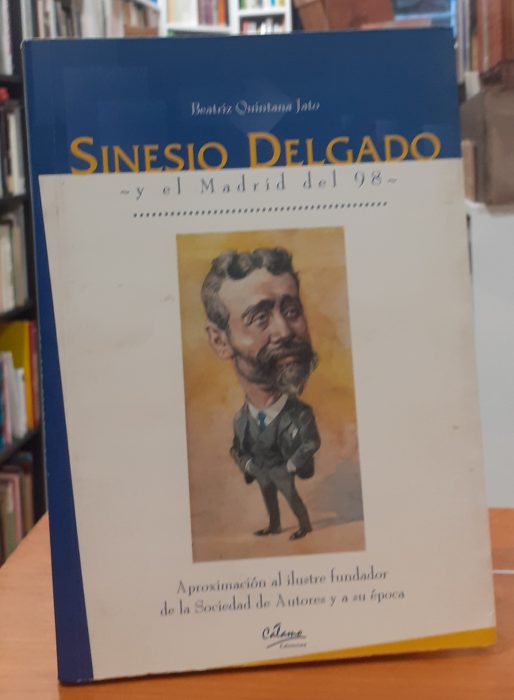 Beatriz Quintana Jato
SINESIO DELGADO
~y el Madrid del 98~
Aproximación al ilustre fundador
de la Sociedad de Autores y a su época
Cálamo
Ediciones